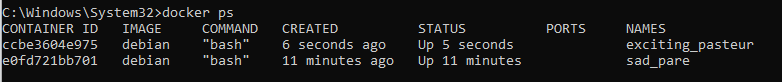 C:\Windows\System32>docker ps
CONTAINER ID   IMAGE     COMMAND   CREATED          STATUS          PORTS     NAMES
ccbe3604e975   debian    "bash"    6 seconds ago    Up 5 seconds              exciting_pasteur
e0fd721bb701   debian    "bash"    11 minutes ago   Up 11 minutes             sad_pare